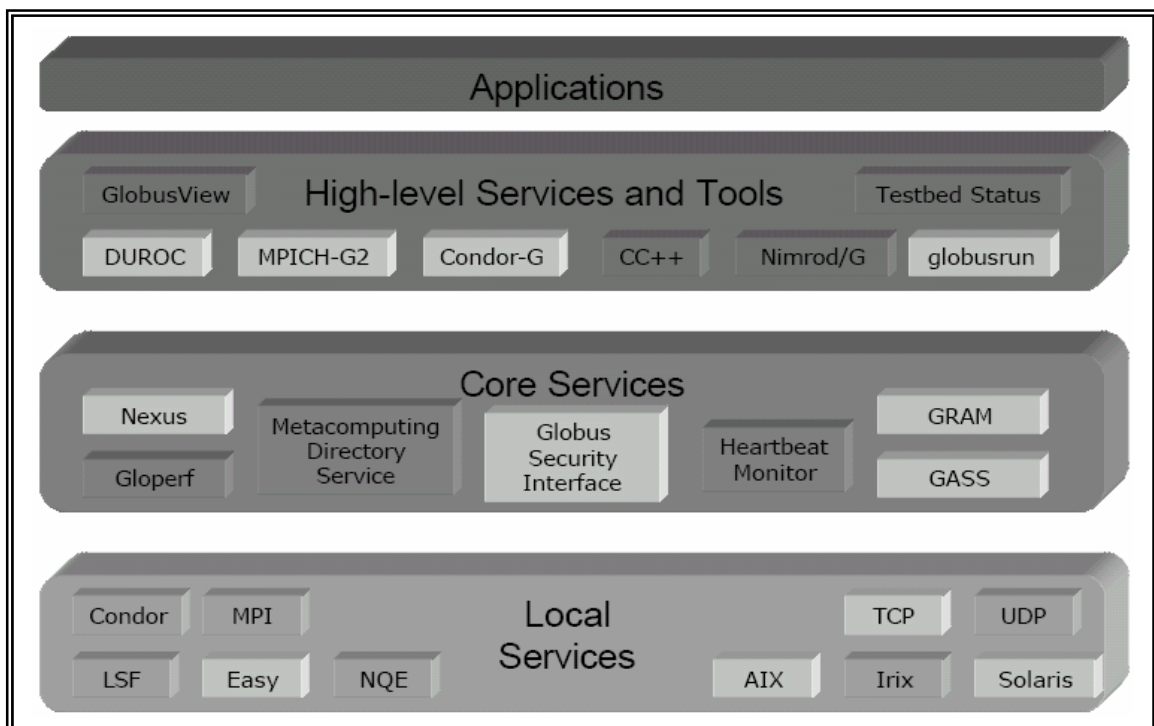 Applications
High-level Services and Tools
GlobusView
Testbed Status
DUROC
MPICH-G2
Condor-G
CC++
Nimrod/G
globusrun
Core Services
Nexus
Gloperf
Metacomputing
Directory
Service
Globus
Security
Interface
Heartbeat
Monitor
GRAM
GASS
Local
Services
Condor
MPI
TCP
UDP
LSF
Easy
NQE
AIX
Irix
Solaris